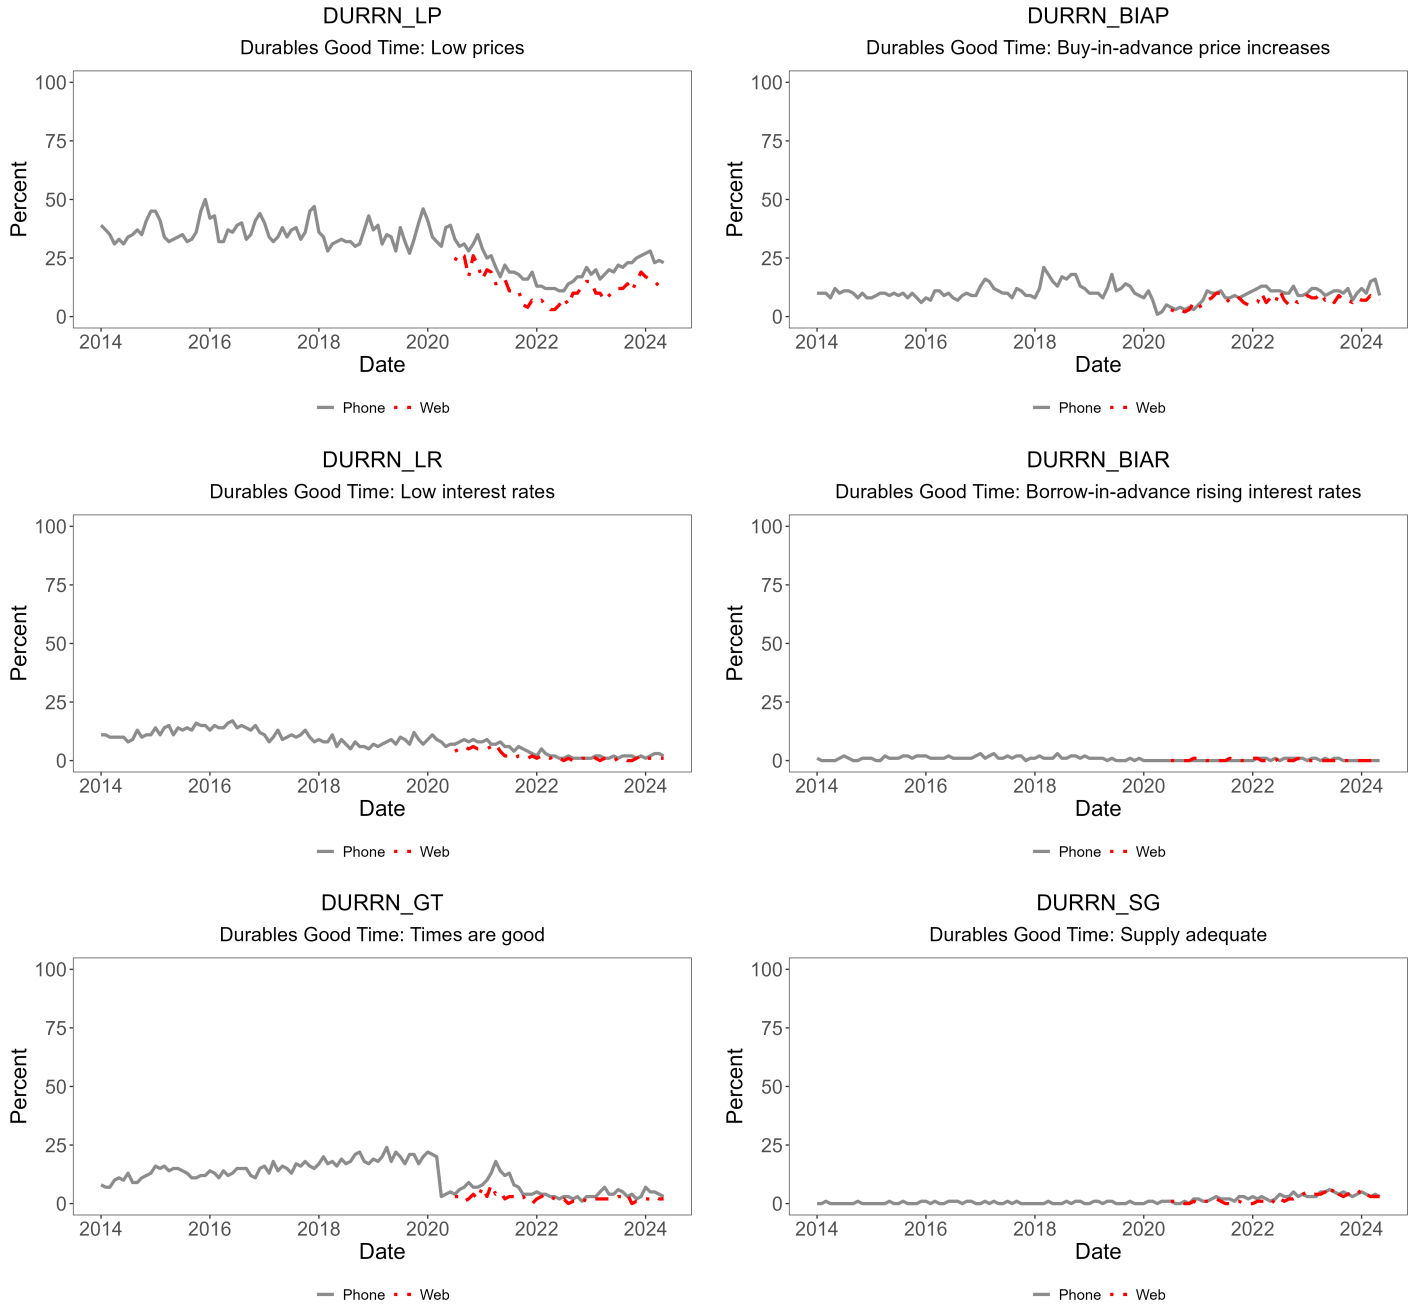 DURRN_LP
Durables Good Time: Low prices
100
75
50
25
0
Percent
2014 2016 2018 2020 2022 2024
Date
Phone Web
DURRN_BIAP
Durables Good Time: Buy-in-advance price increases
100
75
50
25
0
Percent
2014 2016 2018 2020 2022 2024
Date
Phone Web
DURRN_LR
Durables Good Time: Low interest rates
100
75
50
25
0
Percent
2014 2016 2018 2020 2022 2024
Date
Phone Web
DURRN_BIAR
Durables Good Time: Borrow-in-advance rising interest rates
100
75
50
25
0
Percent
2014 2016 2018 2020 2022 2024
Date
Phone Web
DURRN_GT
Durables Good Time: Times are good
100
75
50
25
0
Percent
2014 2016 2018 2020 2022 2024
Date
Phone Web
DURRN_SG
Durables Good Time: Supply adequate
100
75
50
25
0
Percent
2014 2016 2018 2020 2022 2024
Date
Phone Web